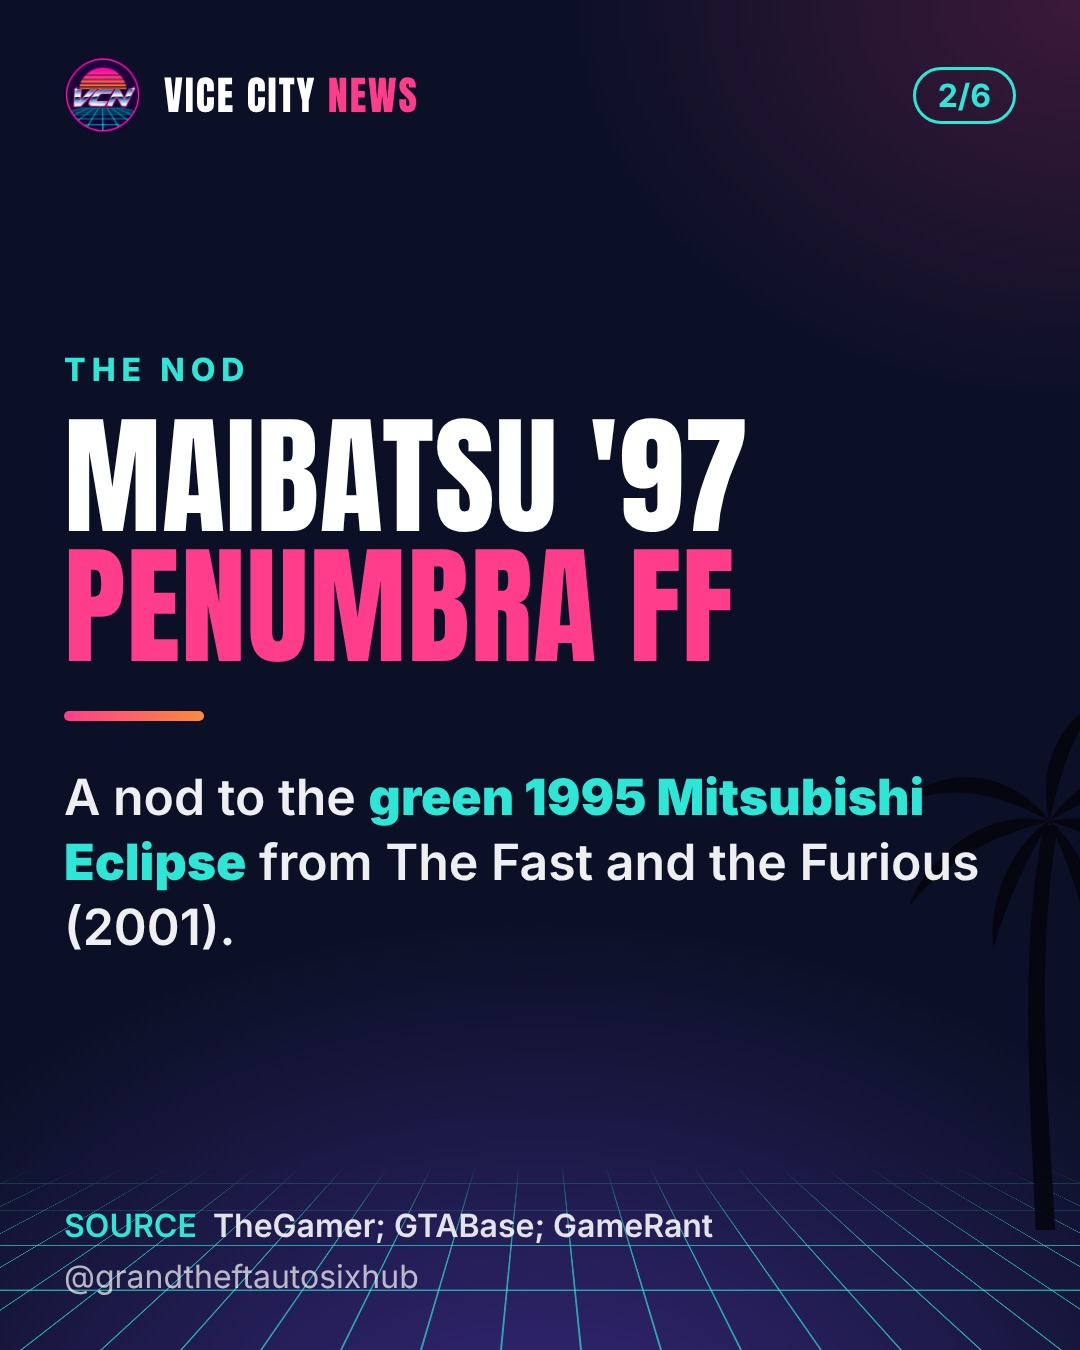 VCN
VICE CITY NEWS
2/6
THE NOD
MAIBATSU '97
PENUMBRA FF
A nod to the green 1995 Mitsubishi
Eclipse from The Fast and the Furious
(2001).
SOURCE TheGamer; GTABase; GameRant
@grandtheftautosixhub